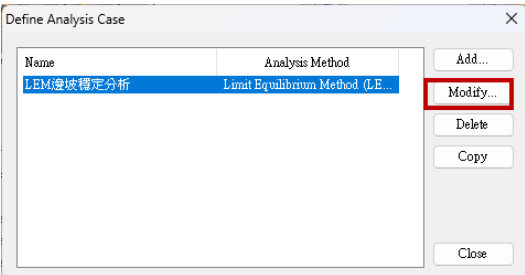 Define Analysis Case
Name Analysis Method Add...
LEM邊坡穩定分析 Limit Equilibrium Method (LE... Modify...
Delete
Copy
Close